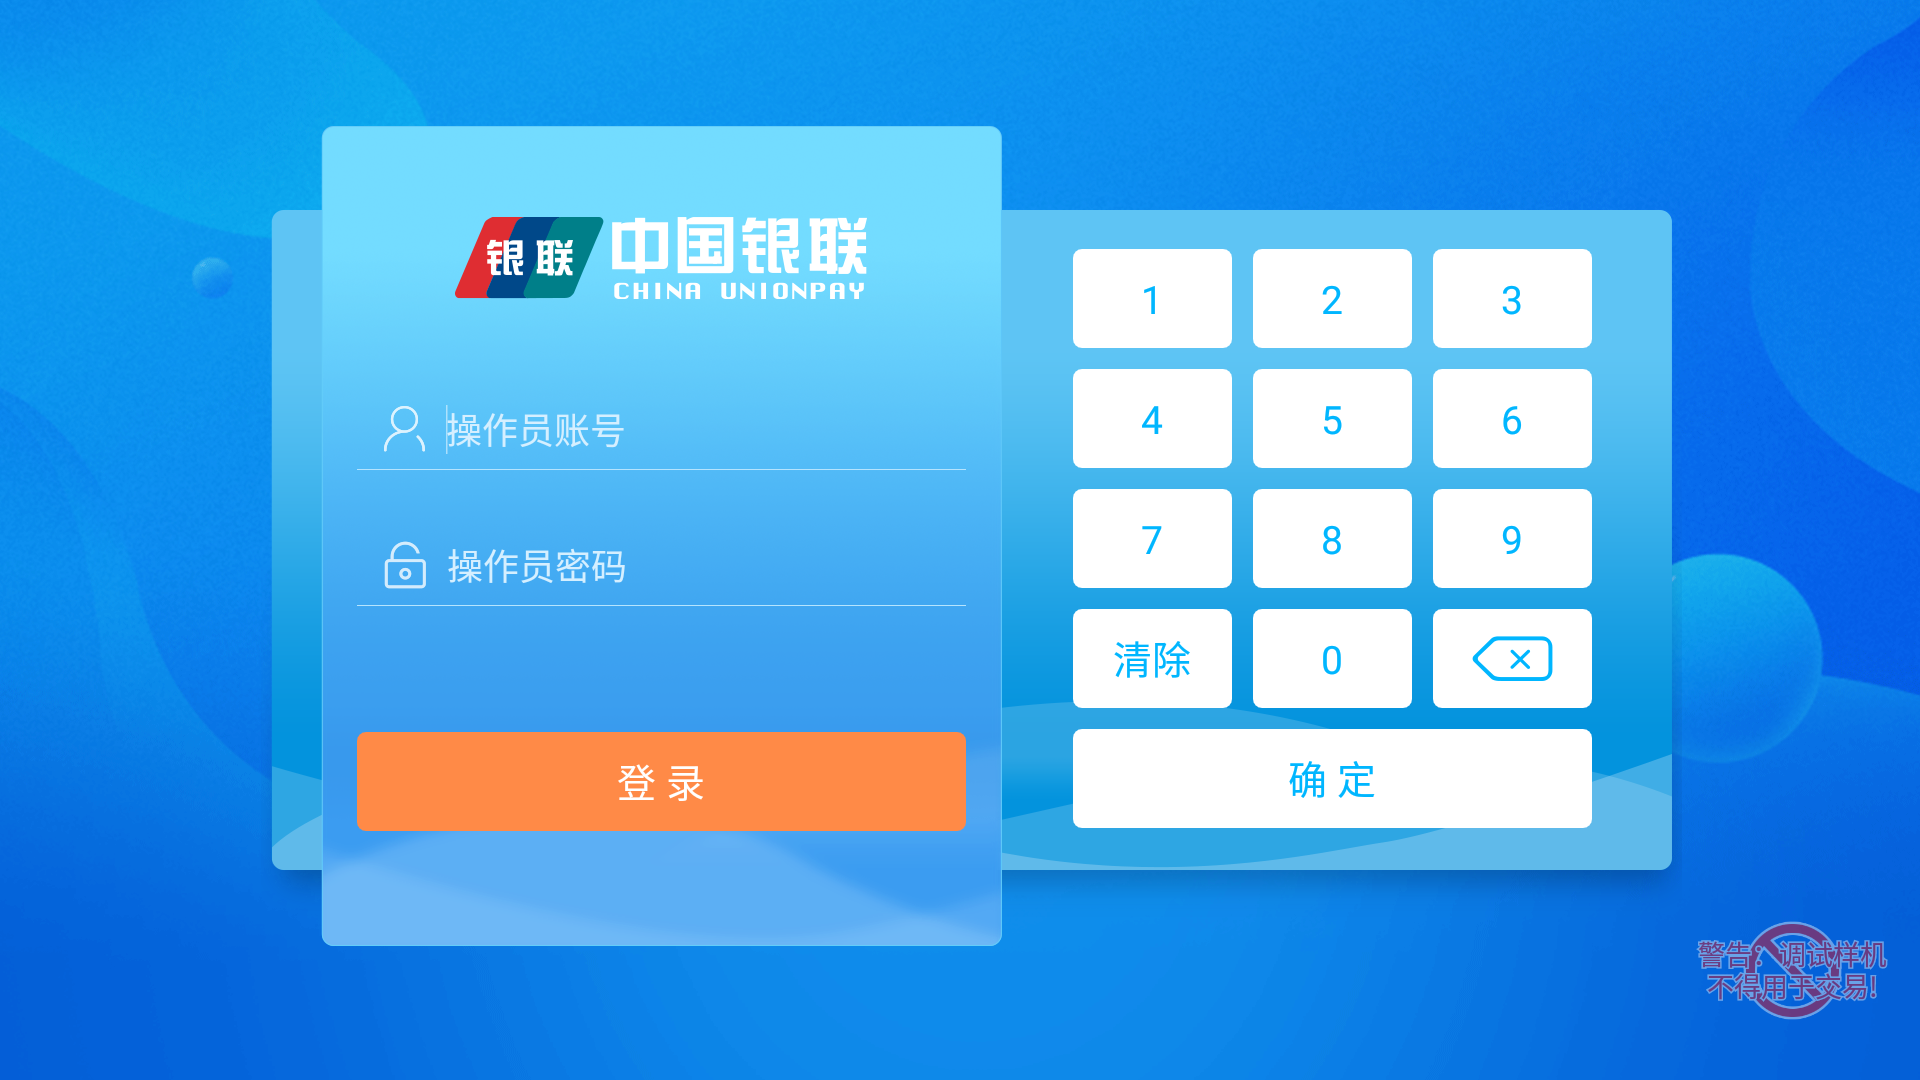 银联
中国银联
CHINA UNIONPAY
操作员账号
操作员密码
登 录
1 2 3
4 5 6
7 8 9
清除 0
确 定
警告：调试样机
不得用于交易!